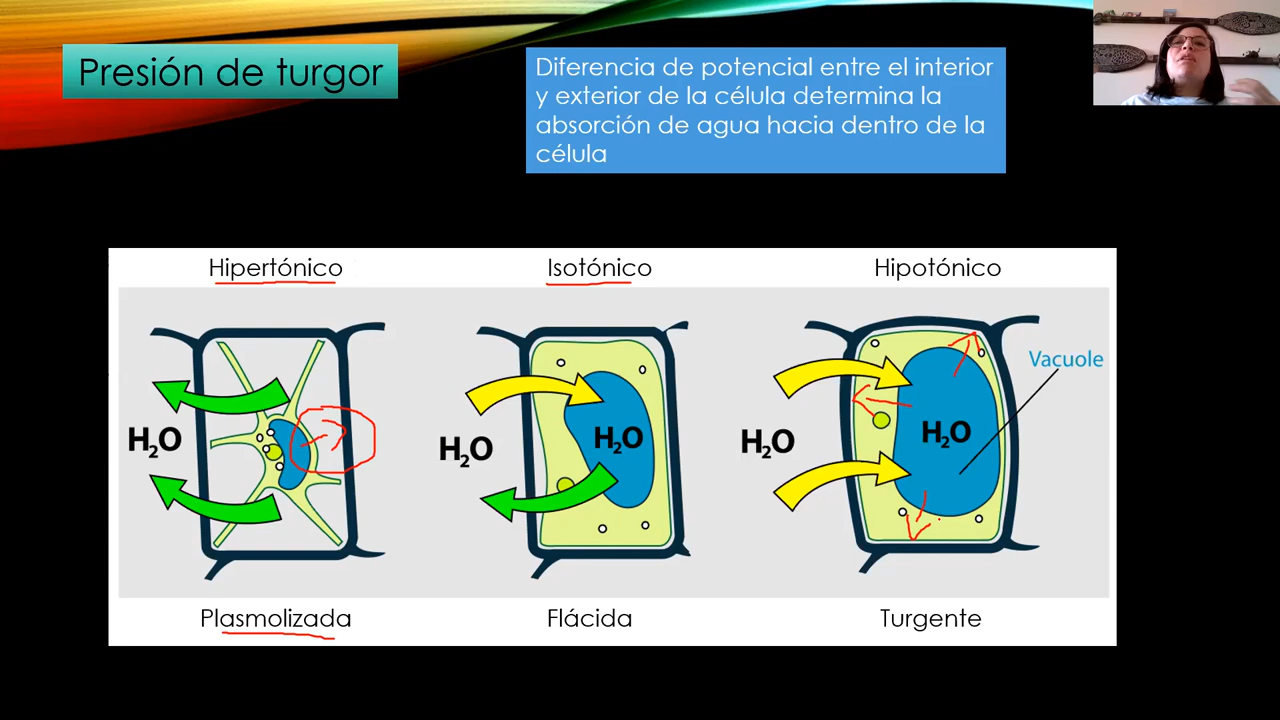 Presión de turgor
Diferencia de potencial entre el interior
y exterior de la célula determina la
absorción de agua hacia dentro de la
célula
Hipertónico
Isotónico
Hipotónico
H₂O
H₂O
H₂O
H₂O
H₂O
Vacuole
Plasmolizada
Flácida
Turgente